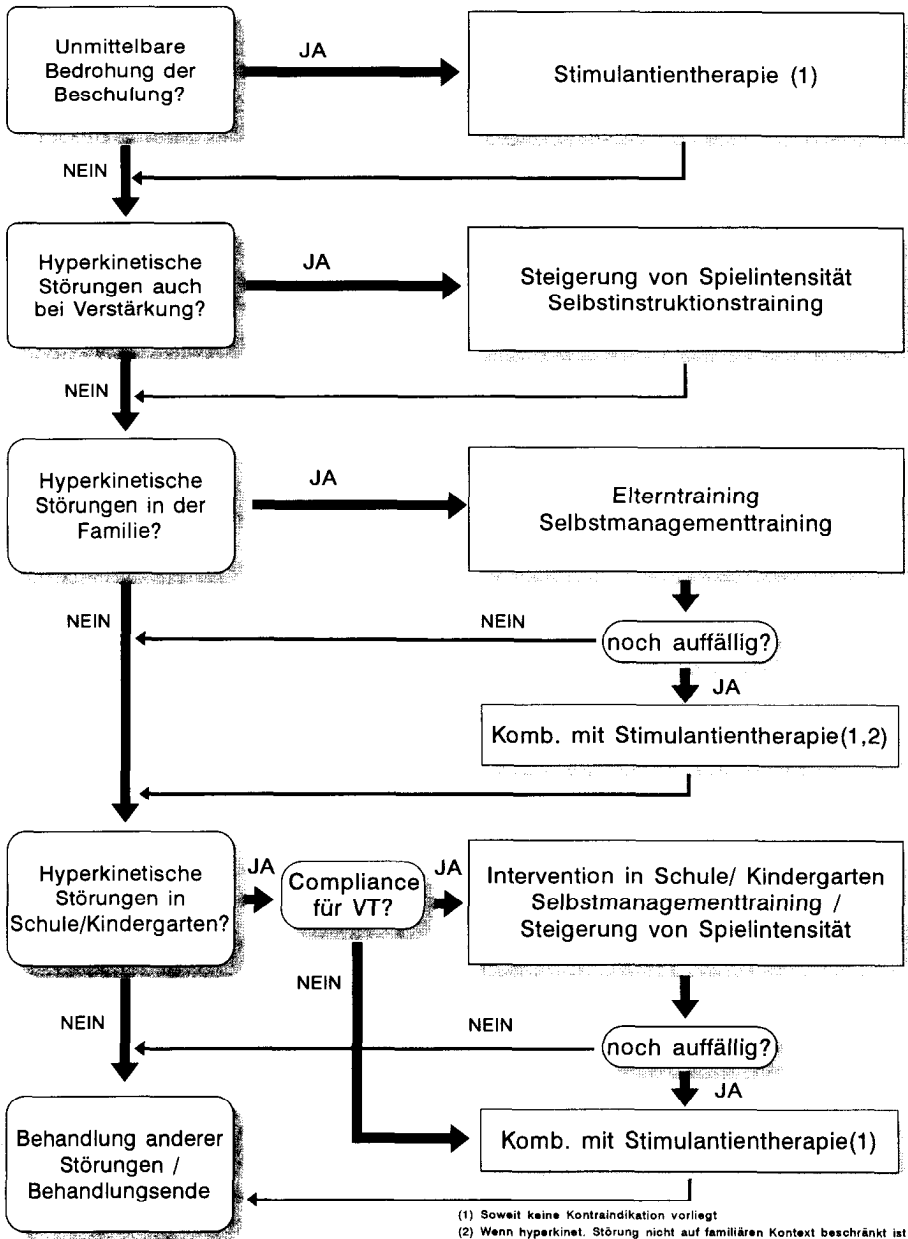 Unmittelbare
Bedrohung der
Beschulung?
JA
Stimulantientherapie (1)
NEIN
Hyperkinetische
Störungen auch
bei Verstärkung?
JA
Steigerung von Spielintensität
Selbstinstruktionstraining
NEIN
Hyperkinetische
Störungen in der
Familie?
JA
Elterntraining
Selbstmanagementtraining
NEIN
NEIN
noch auffällig?
JA
Komb. mit Stimulantientherapie(1,2)
Hyperkinetische
Störungen in
Schule/Kindergarten?
JA
Compliance
für VT?
JA
Intervention in Schule/ Kindergarten
Selbstmanagementtraining /
Steigerung von Spielintensität
NEIN
NEIN
NEIN
noch auffällig?
JA
Komb. mit Stimulantientherapie(1)
Behandlung anderer
Störungen /
Behandlungsende
(1) Soweit keine Kontraindikation vorliegt
(2) Wenn hyperkinet. Störung nicht auf familiären Kontext beschränkt ist